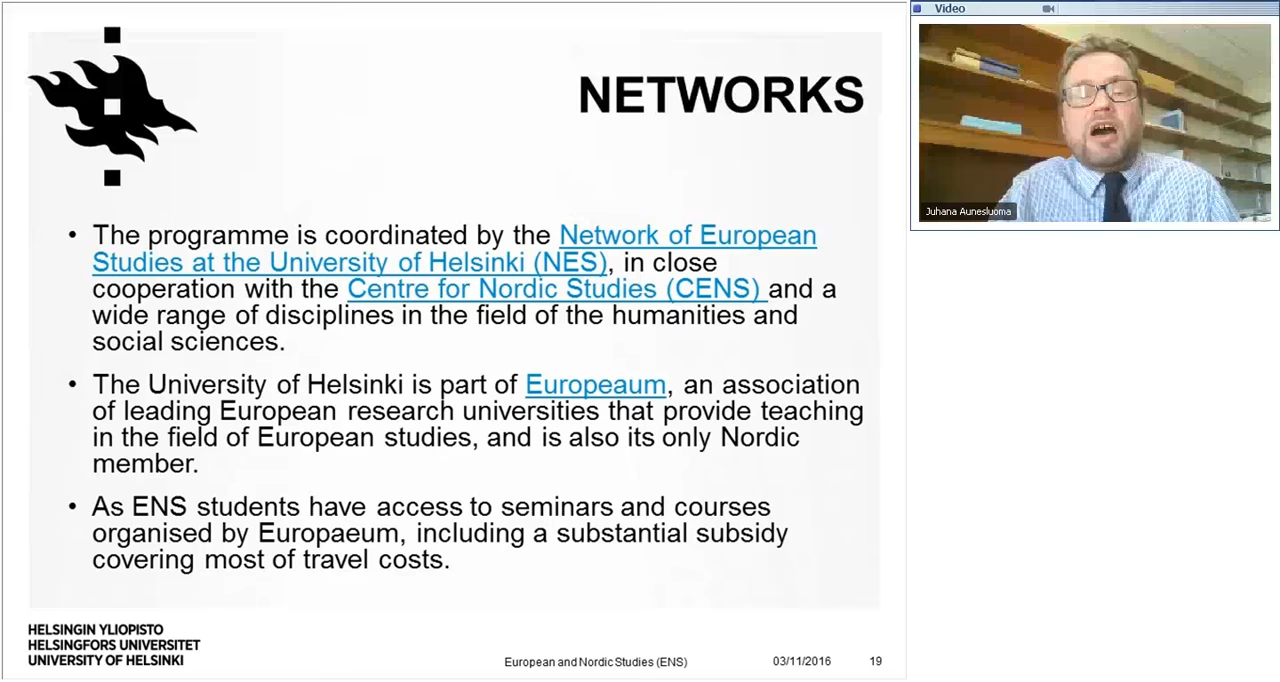 NETWORKS
• The programme is coordinated by the Network of European
Studies at the University of Helsinki (NES), in close
cooperation with the Centre for Nordic Studies (CENS) and a
wide range of disciplines in the field of the humanities and
social sciences.
• The University of Helsinki is part of Europeaum, an association
of leading European research universities that provide teaching
in the field of European studies, and is also its only Nordic
member.
• As ENS students have access to seminars and courses
organised by Europaeum, including a substantial subsidy
covering most of travel costs.
HELSINGIN YLIOPISTO
HELSINGFORS UNIVERSITET
UNIVERSITY OF HELSINKI
European and Nordic Studies (ENS)
03/11/2016
19
Video
Juhana Aunesluoma